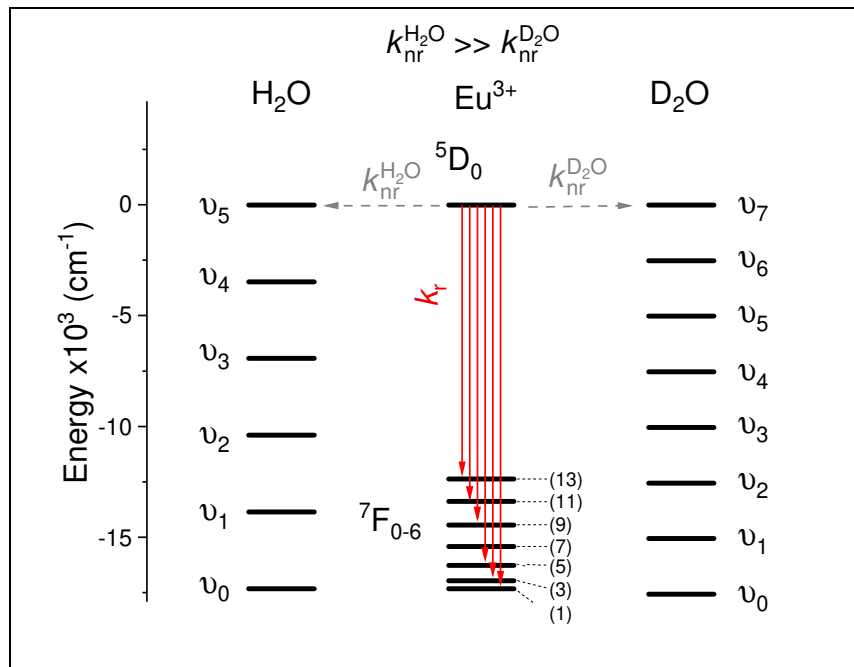 k_nr^H₂O >> k_nr^D₂O
H₂O Eu³⁺ D₂O
⁵D₀
k_nr^H₂O k_nr^D₂O
Energy x10³ (cm⁻¹)
0
-5
-10
-15
υ₅
υ₄
υ₃
υ₂
υ₁
υ₀
k_r
⁷F₀₋₆
(13)
(11)
(9)
(7)
(5)
(3)
(1)
υ₇
υ₆
υ₅
υ₄
υ₃
υ₂
υ₁
υ₀